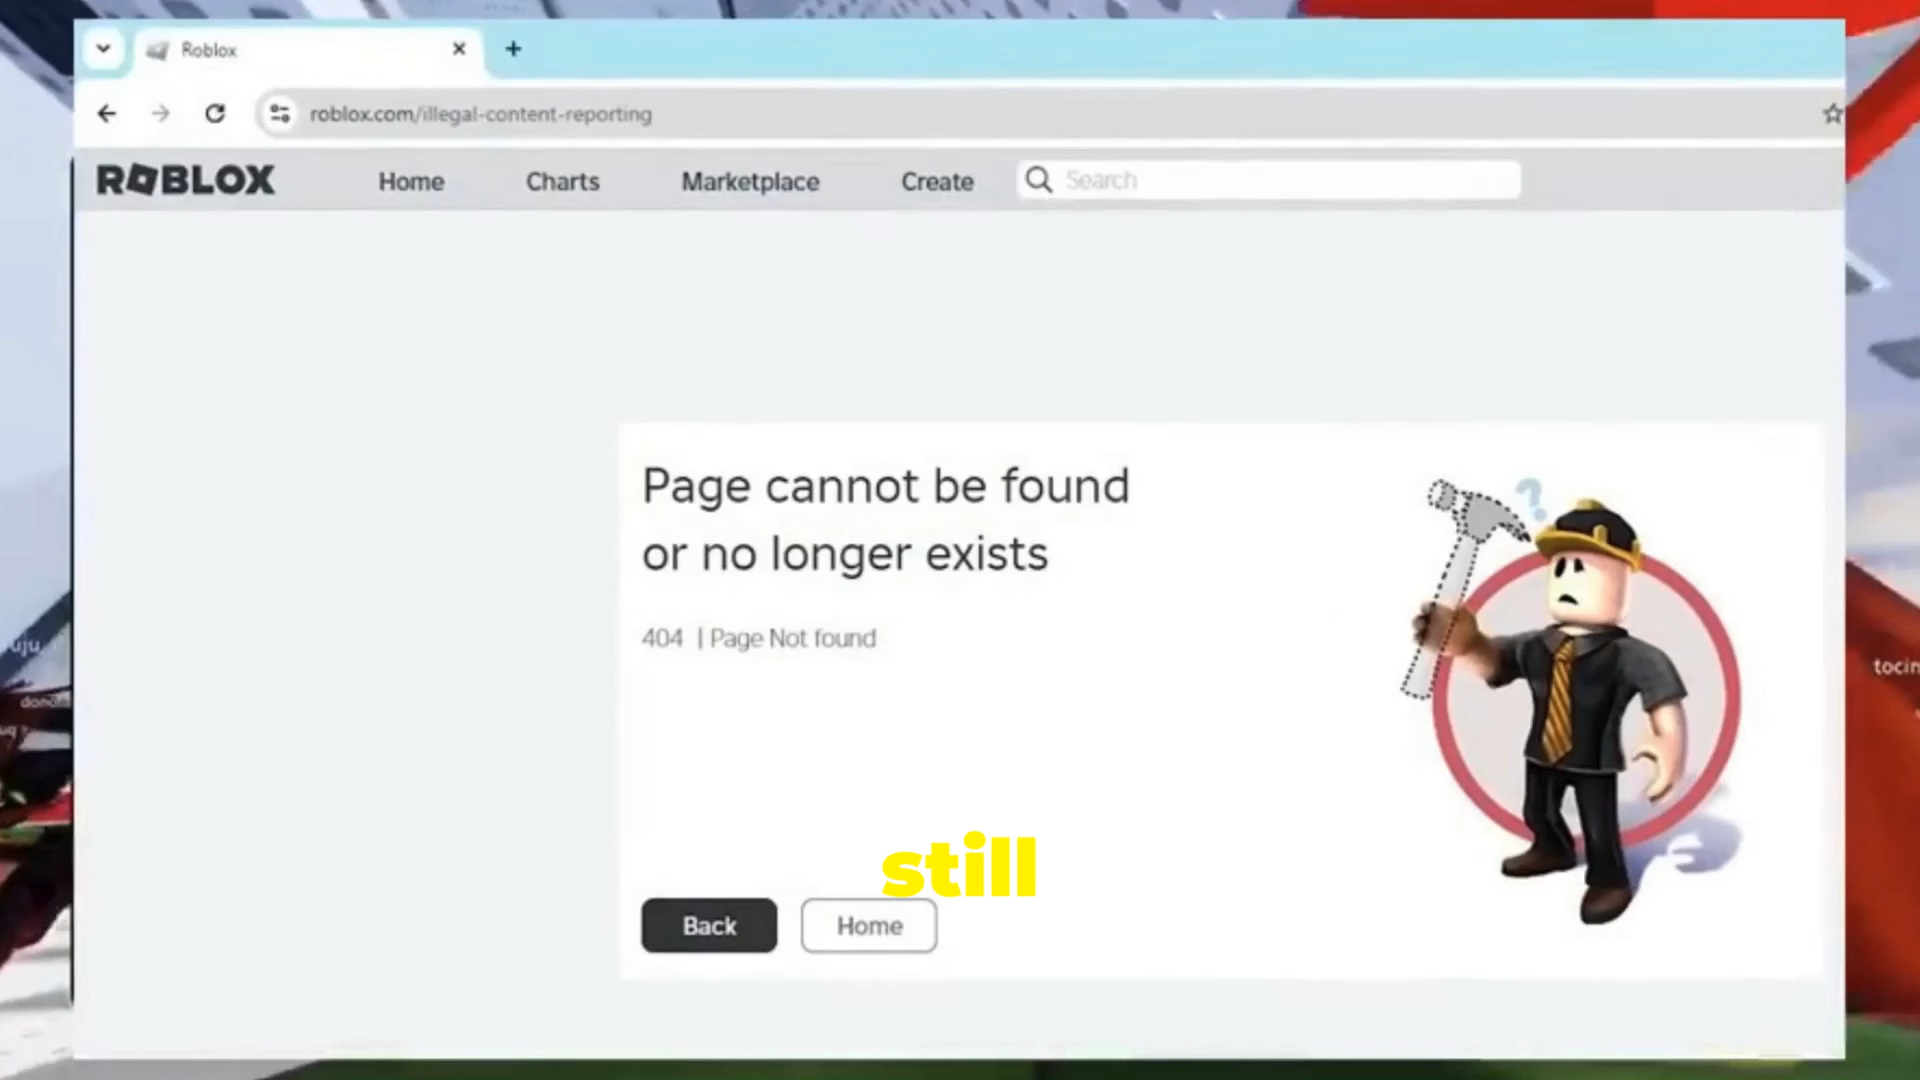 Roblox
roblox.com/illegal-content-reporting
ROBLOX Home Charts Marketplace Create Search
Page cannot be found
or no longer exists
404 | Page Not found
still
Back Home